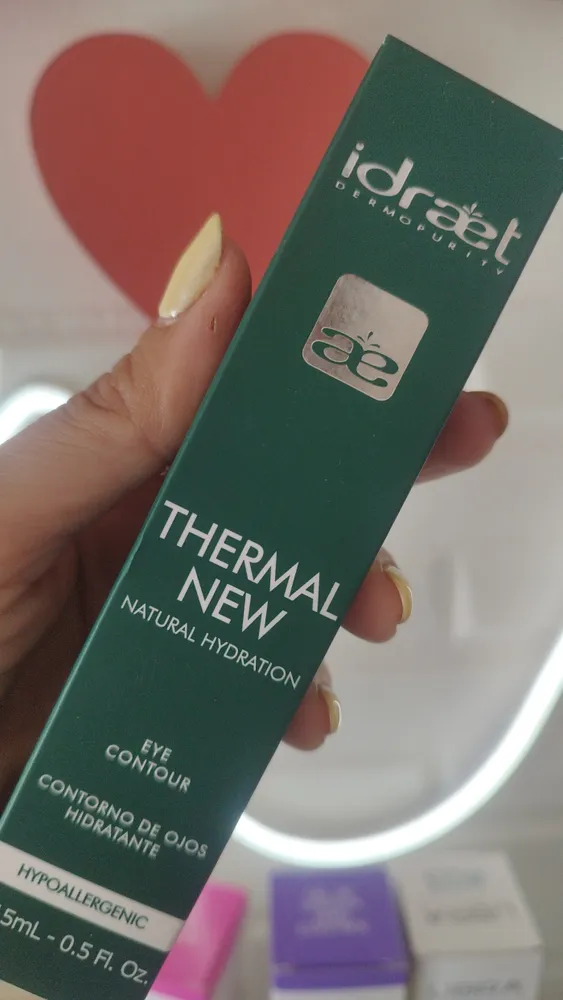 idraet
DERMOPURITY
æ
THERMAL
NEW
NATURAL HYDRATION
EYE
CONTOUR
CONTORNO DE OJOS
HIDRATANTE
HYPOALLERGENIC
5mL - 0.5 Fl. Oz.